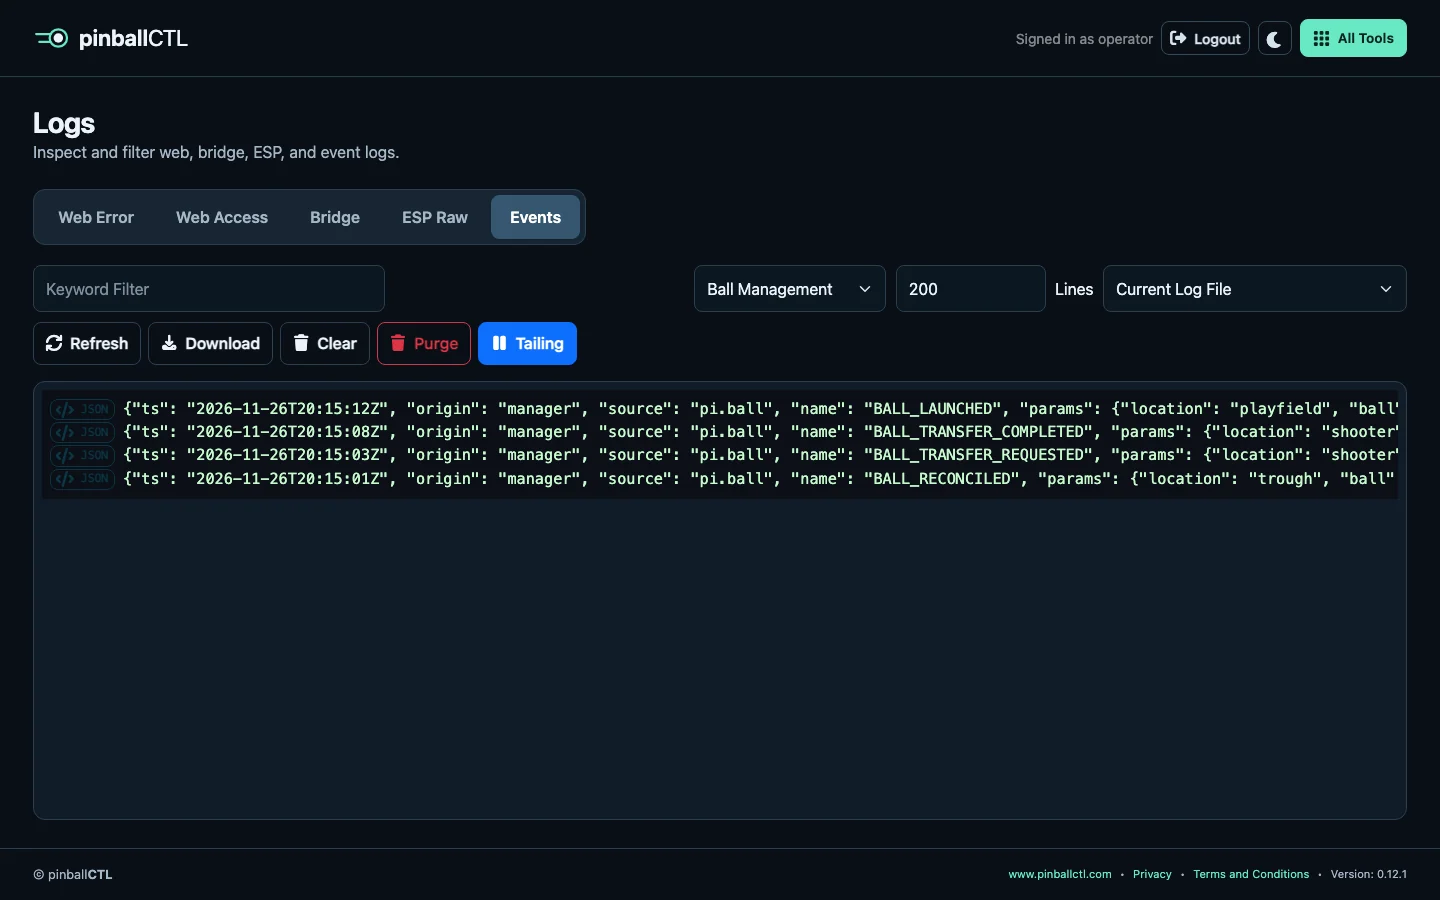 pinballCTL
Signed in as operator
Logout
All Tools
Logs
Inspect and filter web, bridge, ESP, and event logs.
Web Error
Web Access
Bridge
ESP Raw
Events
Keyword Filter
Ball Management
200
Lines
Current Log File
Refresh
Download
Clear
Purge
Tailing
</> JSON {"ts": "2026-11-26T20:15:12Z", "origin": "manager", "source": "pi.ball", "name": "BALL_LAUNCHED", "params": {"location": "playfield", "ball"
</> JSON {"ts": "2026-11-26T20:15:08Z", "origin": "manager", "source": "pi.ball", "name": "BALL_TRANSFER_COMPLETED", "params": {"location": "shooter"
</> JSON {"ts": "2026-11-26T20:15:03Z", "origin": "manager", "source": "pi.ball", "name": "BALL_TRANSFER_REQUESTED", "params": {"location": "shooter"
</> JSON {"ts": "2026-11-26T20:15:01Z", "origin": "manager", "source": "pi.ball", "name": "BALL_RECONCILED", "params": {"location": "trough", "ball"
© pinballCTL
www.pinballctl.com • Privacy • Terms and Conditions • Version: 0.12.1